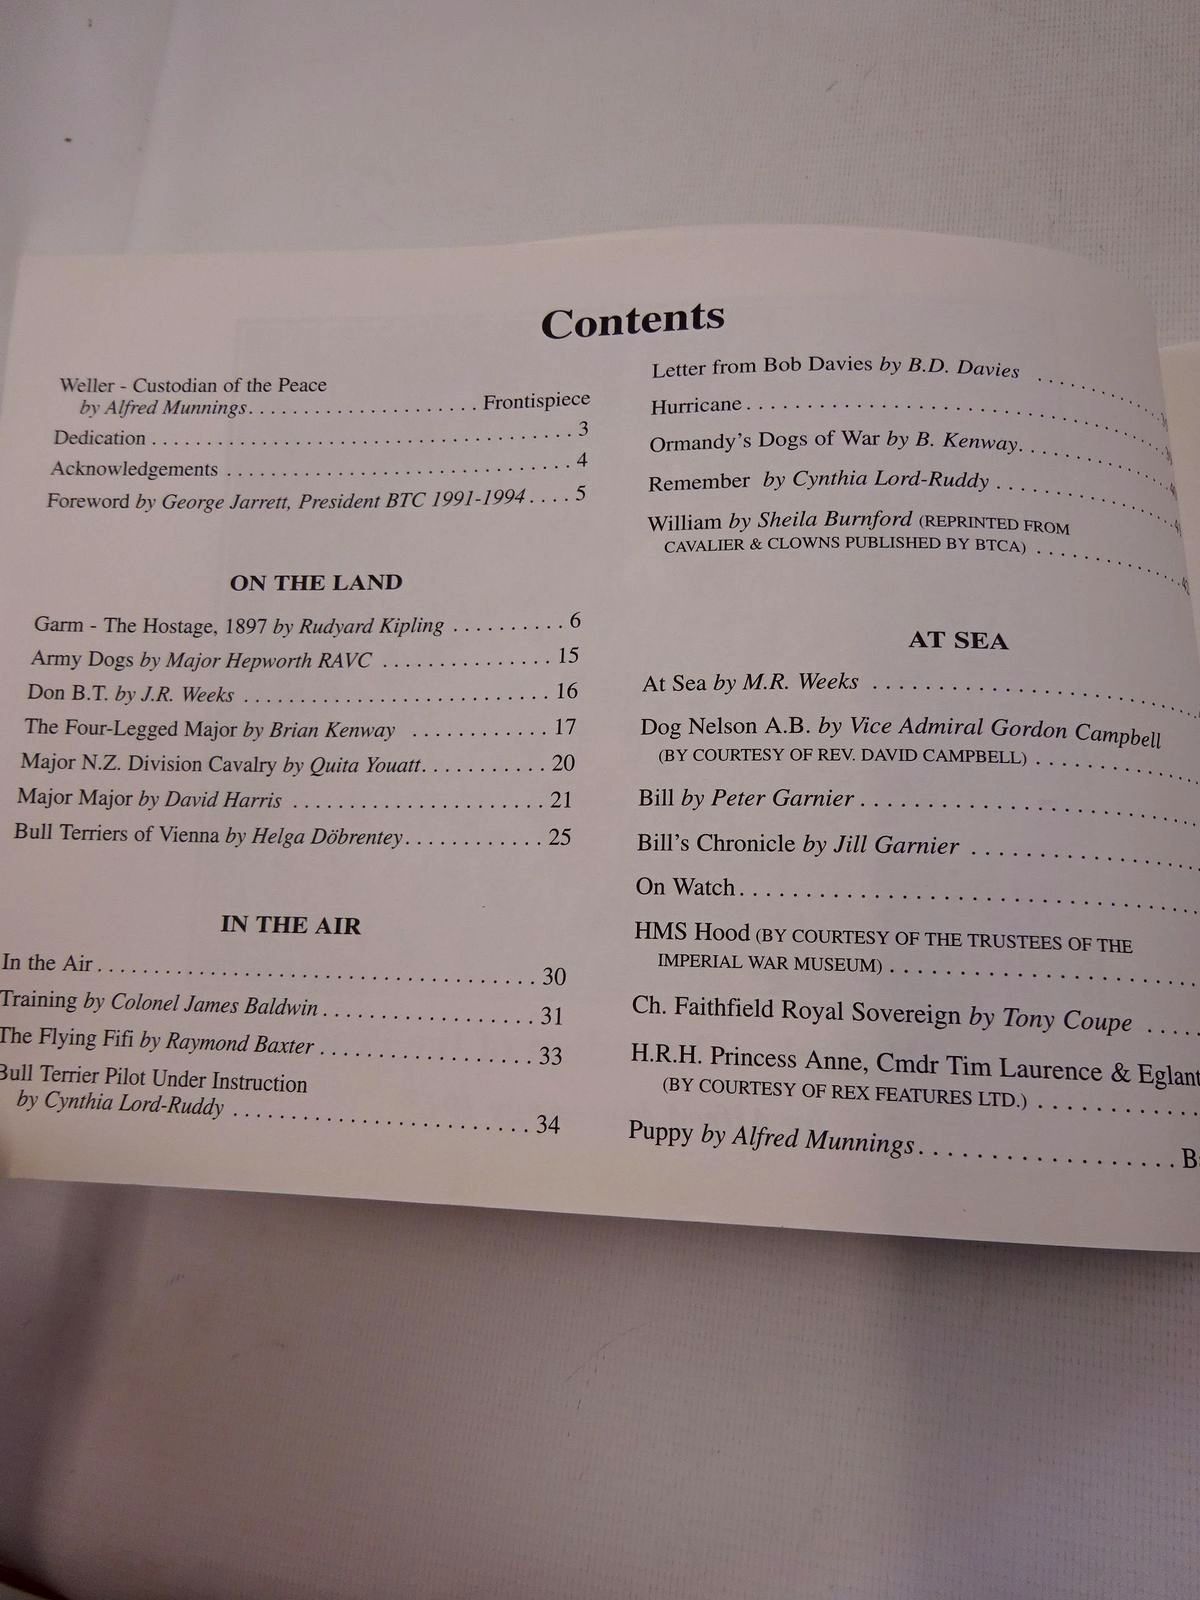 Contents
Weller - Custodian of the Peace
by Alfred Munnings. . . . . . . . . . . . . . . . . . . . Frontispiece
Dedication . . . . . . . . . . . . . . . . . . . . . . . . . . . . . . . . . . . . 3
Acknowledgements . . . . . . . . . . . . . . . . . . . . . . . . . . . . . 4
Foreword by George Jarrett, President BTC 1991-1994 . . . . 5
ON THE LAND
Garm - The Hostage, 1897 by Rudyard Kipling . . . . . . . . . . 6
Army Dogs by Major Hepworth RAVC . . . . . . . . . . . . . . . 15
Don B.T. by J.R. Weeks . . . . . . . . . . . . . . . . . . . . . . . . . . . 16
The Four-Legged Major by Brian Kenway . . . . . . . . . . . . 17
Major N.Z. Division Cavalry by Quita Youatt. . . . . . . . . . . 20
Major Major by David Harris . . . . . . . . . . . . . . . . . . . . . . 21
Bull Terriers of Vienna by Helga Döbrentey. . . . . . . . . . . . 25
IN THE AIR
In the Air . . . . . . . . . . . . . . . . . . . . . . . . . . . . . . . . . . . 30
Training by Colonel James Baldwin . . . . . . . . . . . . . . . . . 31
The Flying Fifi by Raymond Baxter . . . . . . . . . . . . . . . . . 33
Bull Terrier Pilot Under Instruction
by Cynthia Lord-Ruddy . . . . . . . . . . . . . . . . . . . . . . . . 34
Letter from Bob Davies by B.D. Davies . . . . . . . . . .
Hurricane . . . . . . . . . . . . . . . . . . . . . . . . . . . . . . . .
Ormandy's Dogs of War by B. Kenway. . . . . . . . . . . .
Remember by Cynthia Lord-Ruddy . . . . . . . . . . . . . .
William by Sheila Burnford (REPRINTED FROM
CAVALIER & CLOWNS PUBLISHED BY BTCA) . . . . . . . . . .
AT SEA
At Sea by M.R. Weeks . . . . . . . . . . . . . . . . . . . . . . .
Dog Nelson A.B. by Vice Admiral Gordon Campbell
(BY COURTESY OF REV. DAVID CAMPBELL) . . . . . . . . . . .
Bill by Peter Garnier . . . . . . . . . . . . . . . . . . . . . . .
Bill's Chronicle by Jill Garnier . . . . . . . . . . . . . . . .
On Watch . . . . . . . . . . . . . . . . . . . . . . . . . . . . . . .
HMS Hood (BY COURTESY OF THE TRUSTEES OF THE
IMPERIAL WAR MUSEUM) . . . . . . . . . . . . . . . . . . . . .
Ch. Faithfield Royal Sovereign by Tony Coupe . . . .
H.R.H. Princess Anne, Cmdr Tim Laurence & Eglant
(BY COURTESY OF REX FEATURES LTD.) . . . . . . . . . . .
Puppy by Alfred Munnings . . . . . . . . . . . . . . . . . .